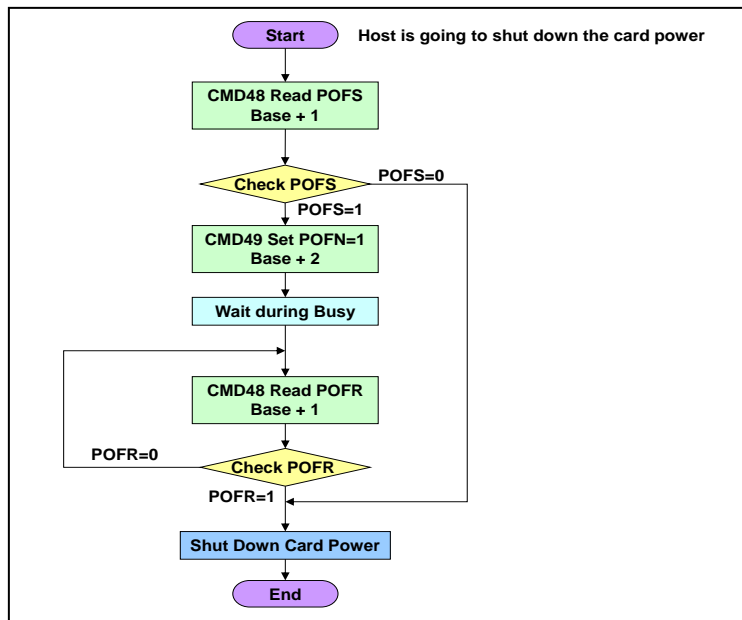 Start
Host is going to shut down the card power
CMD48 Read POFS
Base + 1
Check POFS
POFS=0
POFS=1
CMD49 Set POFN=1
Base + 2
Wait during Busy
CMD48 Read POFR
Base + 1
POFR=0
Check POFR
POFR=1
Shut Down Card Power
End